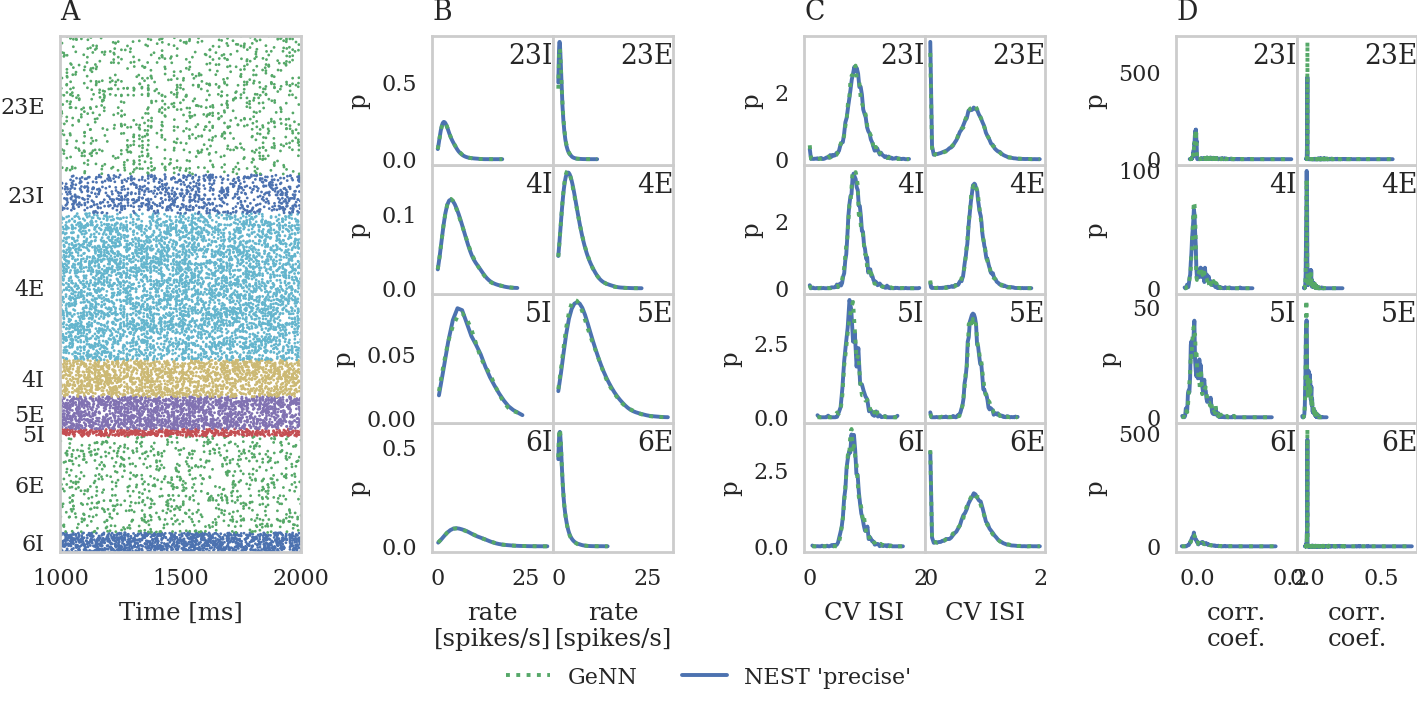 A
B
C
D
23E
23I
4E
4I
5E
5I
6E
6I
1000 1500 2000
Time [ms]
p
0.5
0.0
23I
23E
p
0.1
0.0
4I
4E
p
0.05
0.00
5I
5E
p
0.5
0.0
6I
6E
0 25 0 25
rate
[spikes/s]
rate
[spikes/s]
p
2
0
23I
23E
p
2
0
4I
4E
p
2.5
0.0
5I
5E
p
2.5
0.0
6I
6E
0 2 0 2
CV ISI
CV ISI
p
500
0
23I
23E
p
100
0
4I
4E
p
50
0
5I
5E
p
500
0
6I
6E
0.0 0.2 0.0 0.5
corr.
coef.
corr.
coef.
GeNN
NEST 'precise'